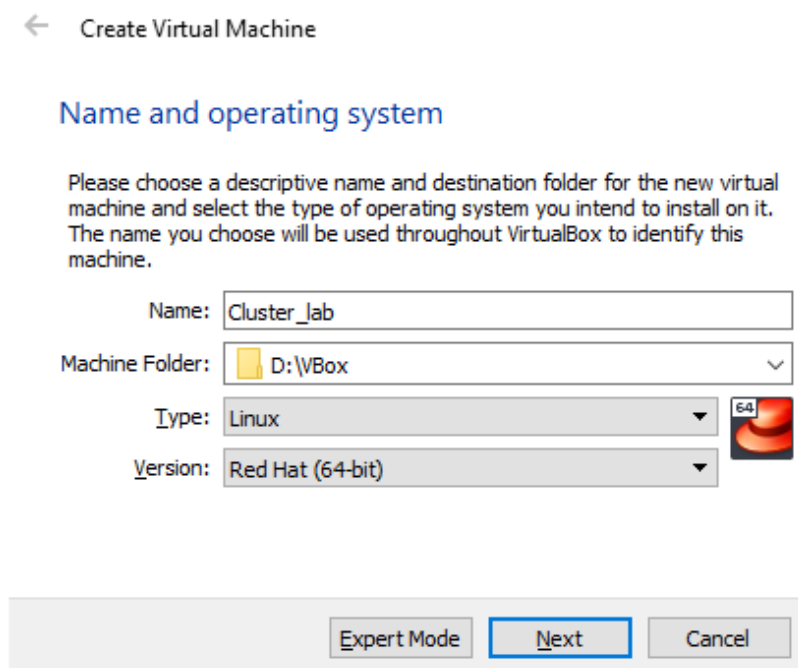 Create Virtual Machine
Name and operating system
Please choose a descriptive name and destination folder for the new virtual
machine and select the type of operating system you intend to install on it.
The name you choose will be used throughout VirtualBox to identify this
machine.
Name: Cluster_lab
Machine Folder: D:\VBox
Type: Linux
64
Version: Red Hat (64-bit)
Expert Mode Next Cancel